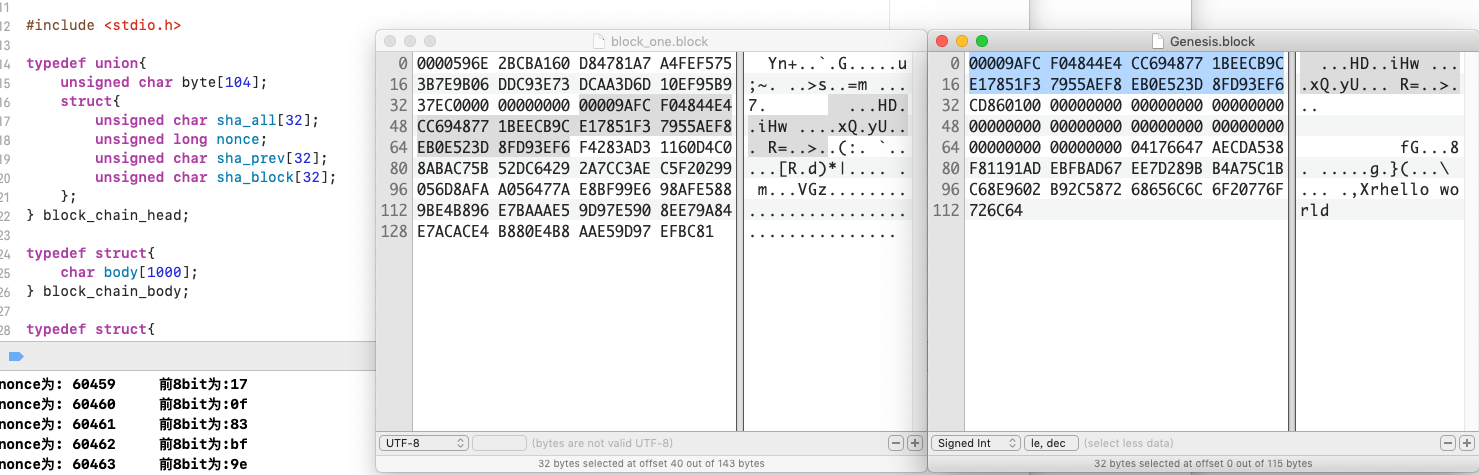 11
12 #include <stdio.h>
13
14 typedef union{
15 unsigned char byte[104];
16 struct{
17 unsigned char sha_all[32];
18 unsigned long nonce;
19 unsigned char sha_prev[32];
20 unsigned char sha_block[32];
21 };
22 } block_chain_head;
23
24 typedef struct{
25 char body[1000];
26 } block_chain_body;
27
28 typedef struct{
nonce为: 60459 前8bit为:17
nonce为: 60460 前8bit为:0f
nonce为: 60461 前8bit为:83
nonce为: 60462 前8bit为:bf
nonce为: 60463 前8bit为:9e
block_one.block
0 0000596E 2BCBA160 D84781A7 A4FEF575 Yn+..`.G.....u
16 3B7E9B06 DDC93E73 DCAA3D6D 10EF95B9 ;~. ..>s..=m ...
32 37EC0000 00000000 00009AFC F04844E4 7. ...HD.
48 CC694877 1BEECB9C E17851F3 7955AEF8 .iHw ....xQ.yU..
64 EB0E523D 8FD93EF6 F4283AD3 1160D4C0 . R=..>..(:. `..
80 8ABAC75B 52DC6429 2A7CC3AE C5F20299 ...[R.d)*|.... .
96 056D8AFA A056477A E8BF99E6 98AFE588 m...VGz........
112 9BE4B896 E7BAAAE5 9D97E590 8EE79A84 ................
128 E7ACACE4 B880E4B8 AAE59D97 EFBC81 ...............
UTF-8 (bytes are not valid UTF-8)
32 bytes selected at offset 40 out of 143 bytes
Genesis.block
0 00009AFC F04844E4 CC694877 1BEECB9C ...HD..iHw ...
16 E17851F3 7955AEF8 EB0E523D 8FD93EF6 .xQ.yU... R=..>.
32 CD860100 00000000 00000000 00000000 ..
48 00000000 00000000 00000000 00000000
64 00000000 00000000 04176647 AECDA538 fG...8
80 F81191AD EBFBAD67 EE7D289B B4A75C1B . .....g.}(...\
96 C68E9602 B92C5872 68656C6C 6F20776F ... .,Xrhello wo
112 726C64 rld
Signed Int le, dec (select less data)
32 bytes selected at offset 0 out of 115 bytes